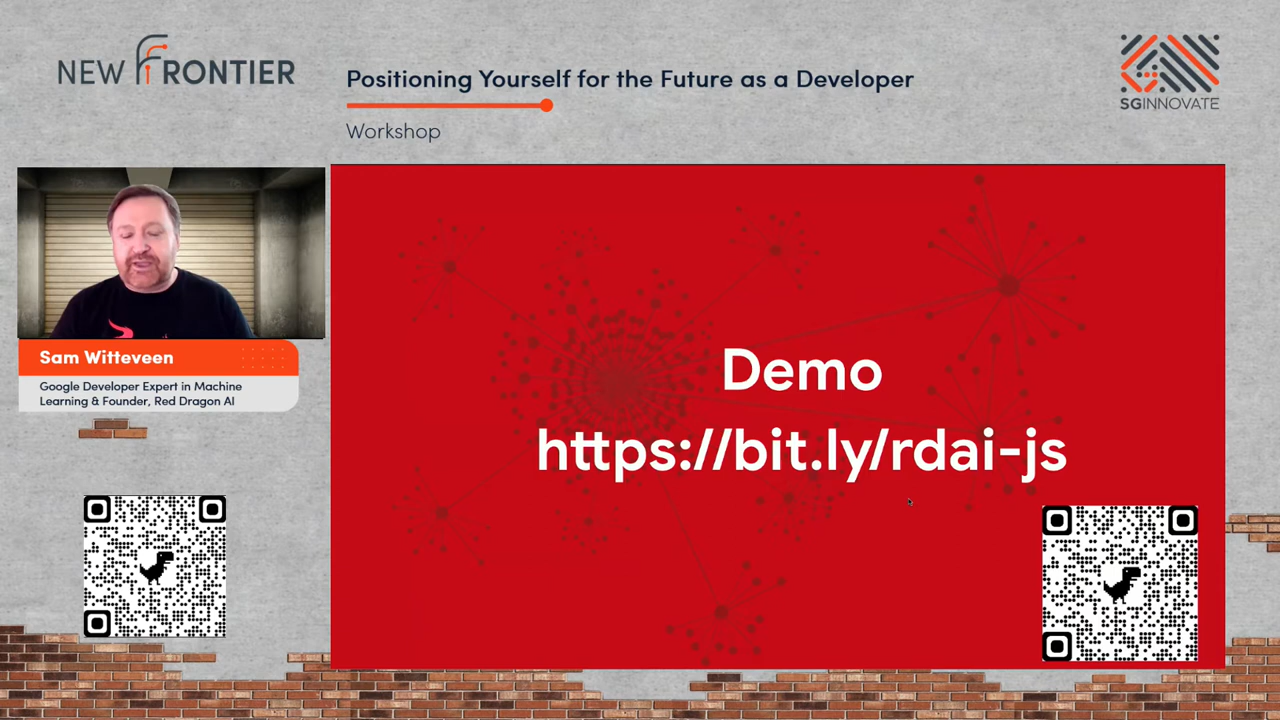 NEW FRONTIER
Positioning Yourself for the Future as a Developer
Workshop
SGINNOVATE
Sam Witteveen
Google Developer Expert in Machine
Learning & Founder, Red Dragon AI
Demo
https://bit.ly/rdai-js